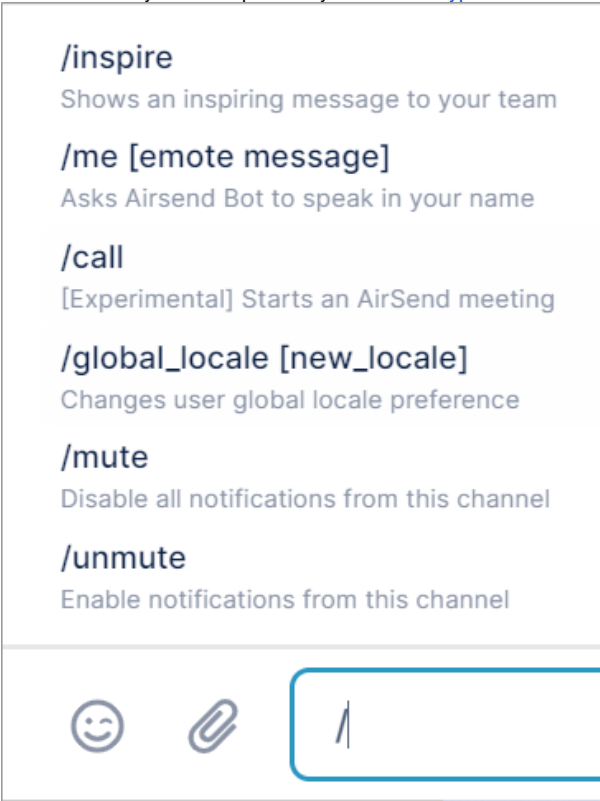 /inspire
Shows an inspiring message to your team
/me [emote message]
Asks Airsend Bot to speak in your name
/call
[Experimental] Starts an AirSend meeting
/global_locale [new_locale]
Changes user global locale preference
/mute
Disable all notifications from this channel
/unmute
Enable notifications from this channel
/